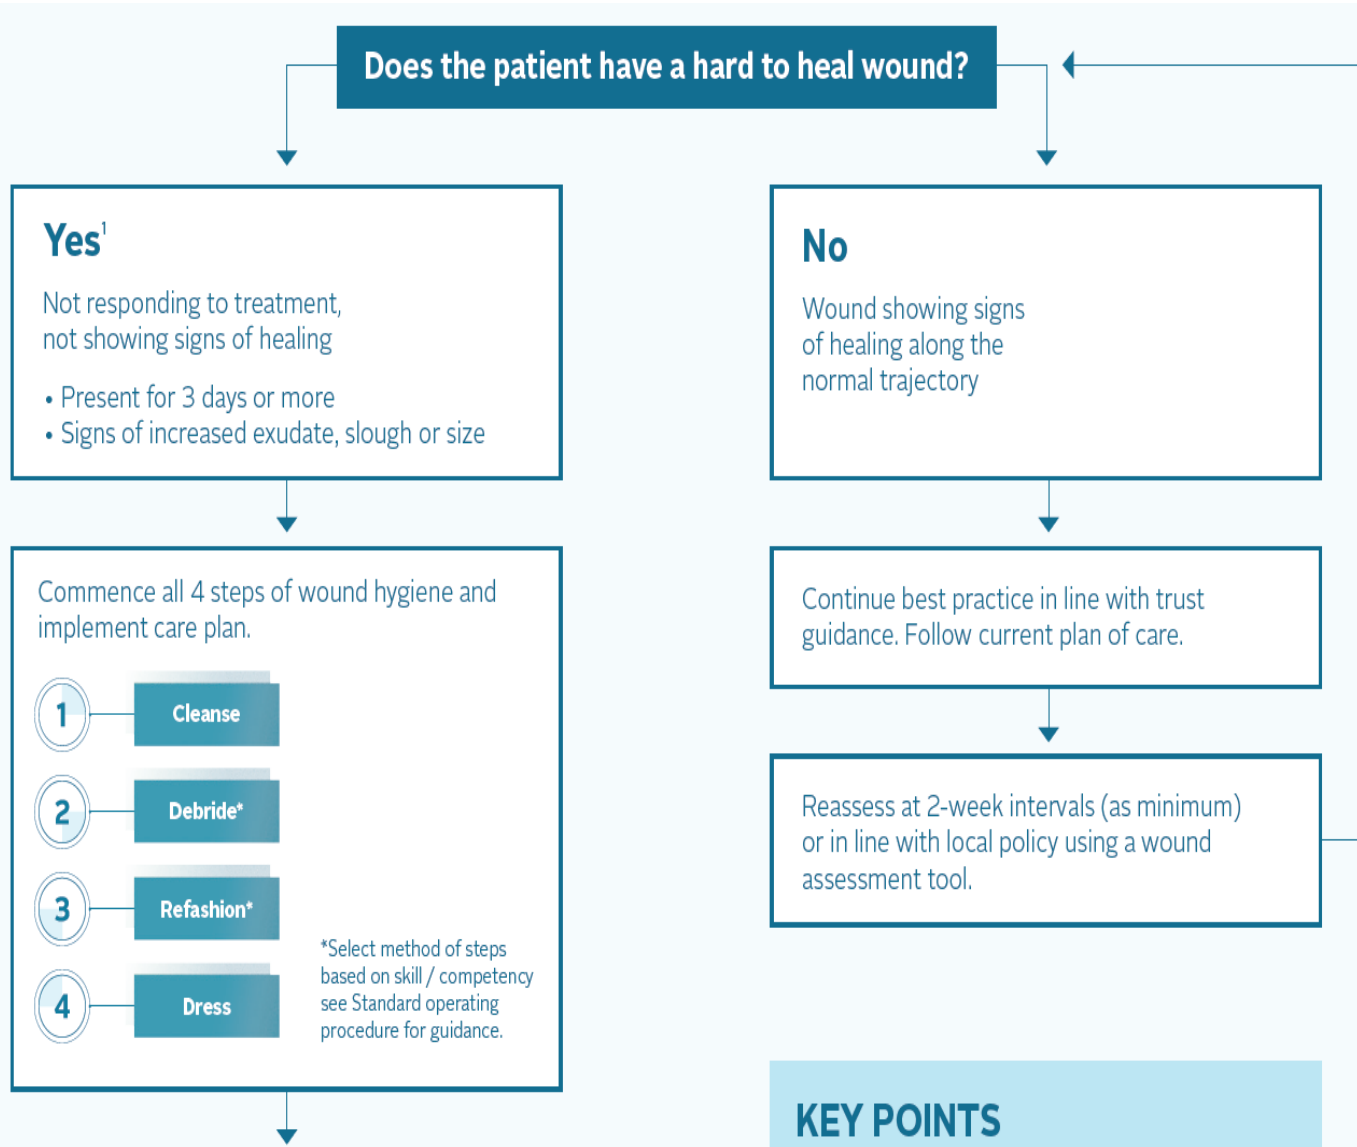 Does the patient have a hard to heal wound?
Yes¹
Not responding to treatment,
not showing signs of healing
• Present for 3 days or more
• Signs of increased exudate, slough or size
Commence all 4 steps of wound hygiene and
implement care plan.
1 Cleanse
2 Debride*
3 Refashion*
4 Dress
*Select method of steps
based on skill / competency
see Standard operating
procedure for guidance.
No
Wound showing signs
of healing along the
normal trajectory
Continue best practice in line with trust
guidance. Follow current plan of care.
Reassess at 2-week intervals (as minimum)
or in line with local policy using a wound
assessment tool.
KEY POINTS